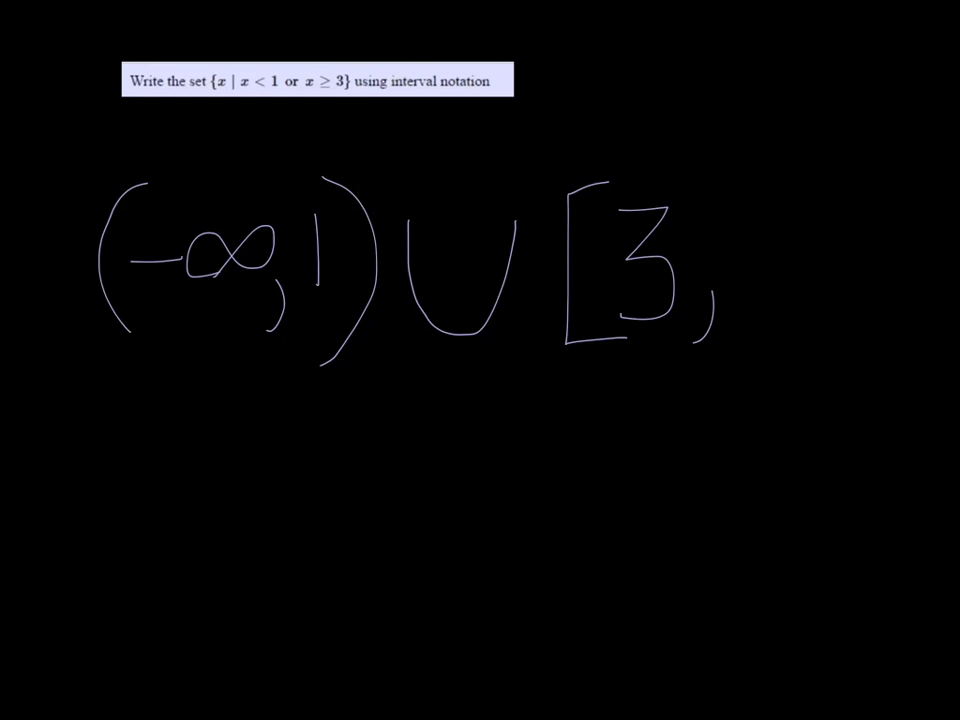 Write the set {x | x < 1 or x ≥ 3} using interval notation
(-∞, 1) ∪ [3,